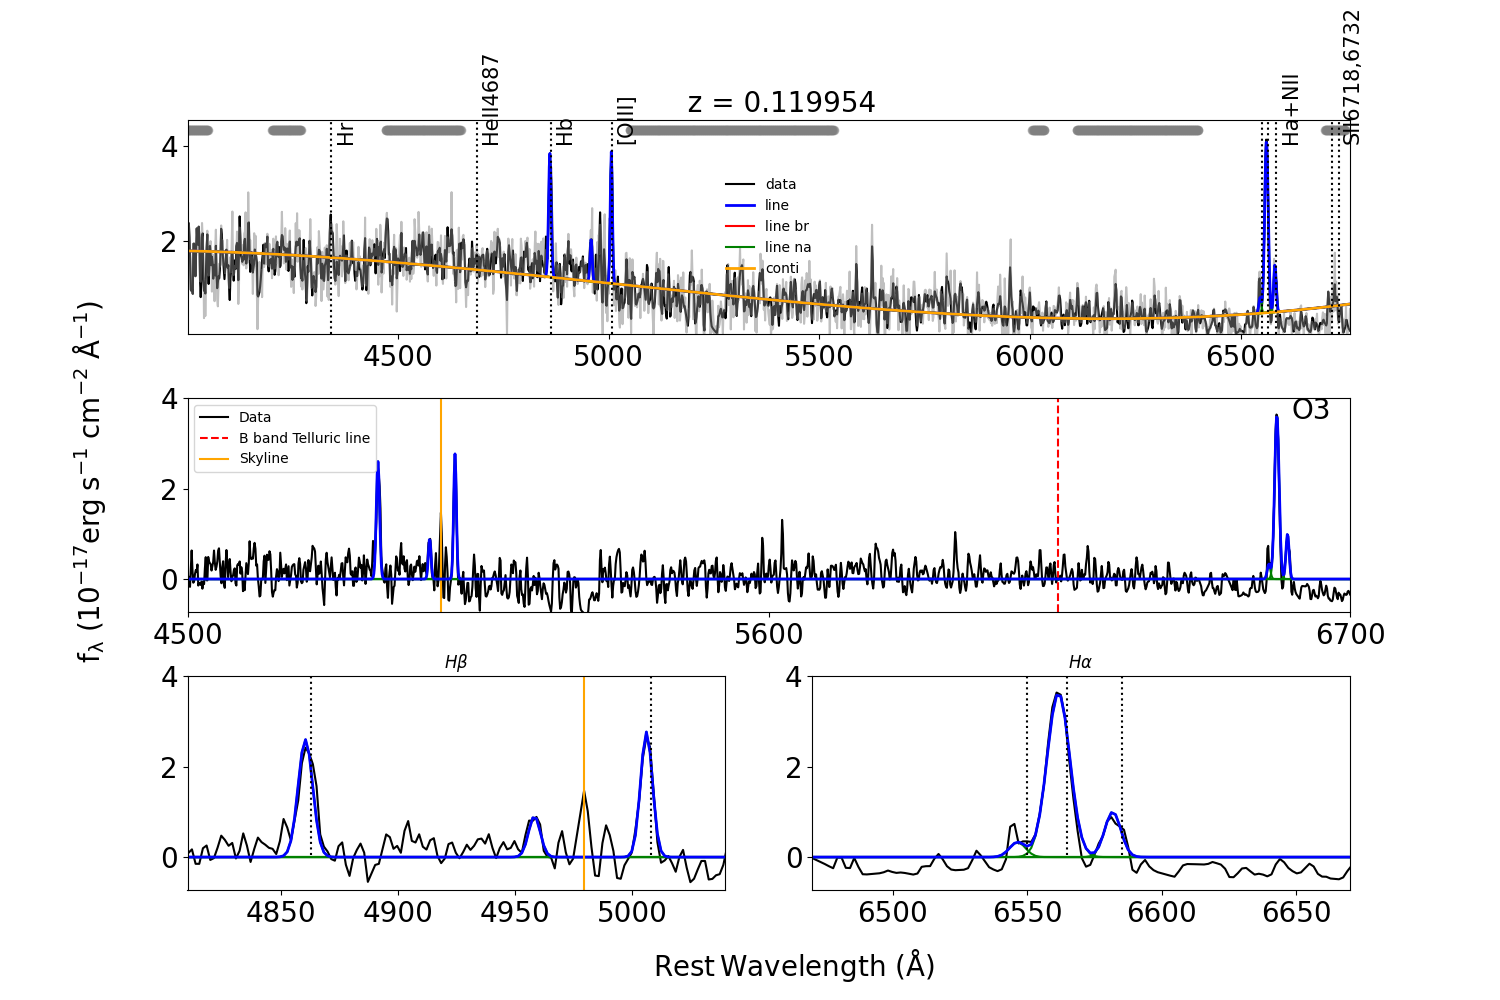 z = 0.119954
Hr
HeII4687
Hb
[OIII]
Ha+NII
SII6718,6732
4
2
data
line
line br
line na
conti
4500
5000
5500
6000
6500
fλ (10⁻¹⁷erg s⁻¹ cm⁻² Å⁻¹)
4
2
0
Data
B band Telluric line
Skyline
O3
4500
5600
6700
Hβ
4
2
0
4850
4900
4950
5000
Hα
4
2
0
6500
6550
6600
6650
Rest Wavelength (Å)